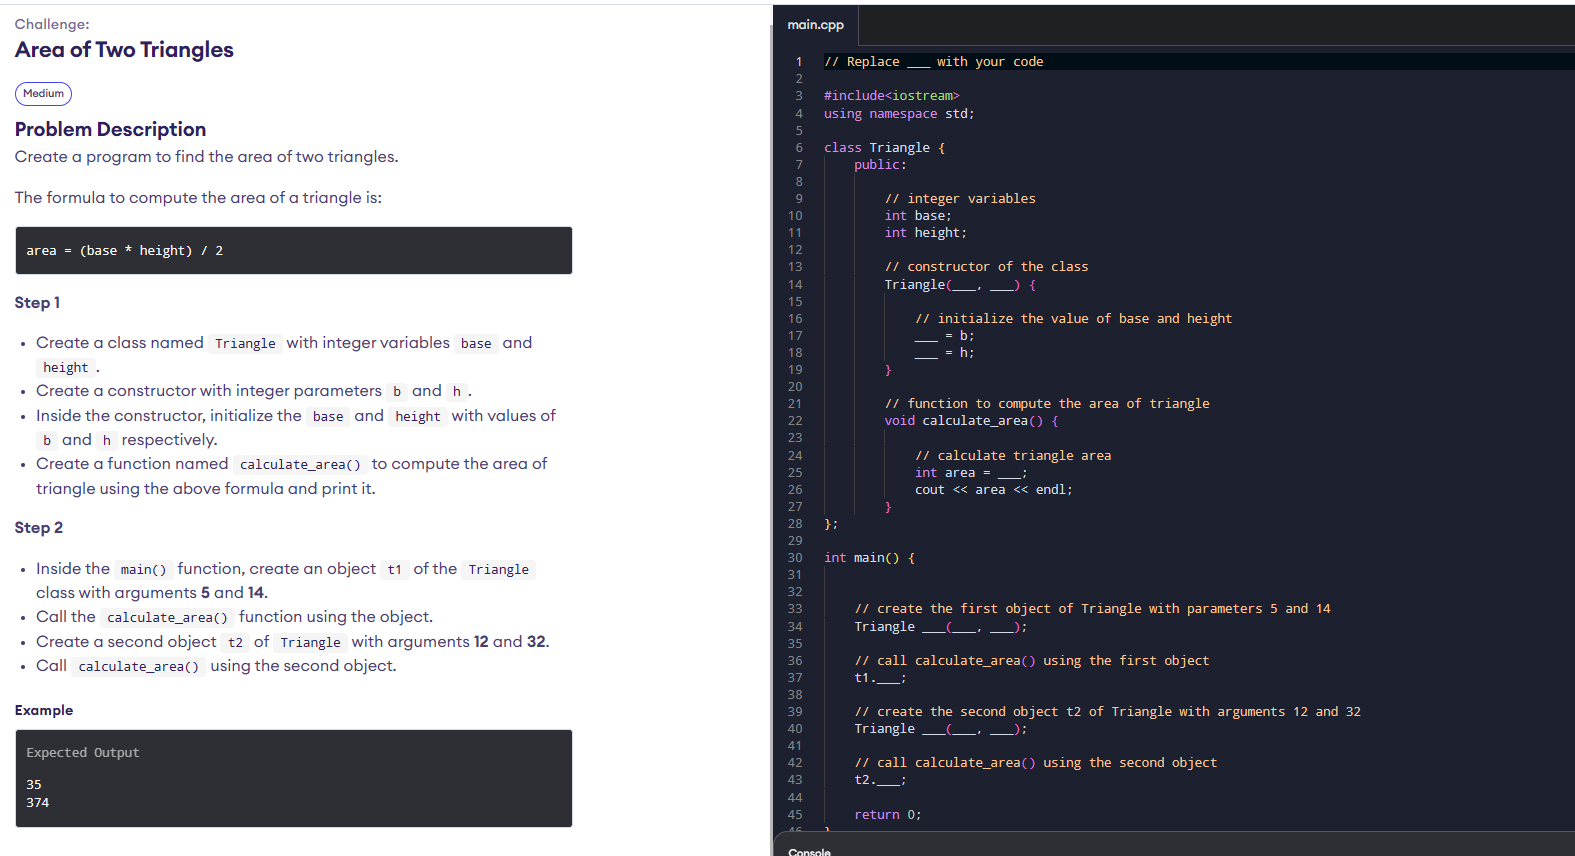 Challenge:
Area of Two Triangles
Medium
Problem Description
Create a program to find the area of two triangles.
The formula to compute the area of a triangle is:
area = (base * height) / 2
Step 1
• Create a class named Triangle with integer variables base and
height .
• Create a constructor with integer parameters b and h .
• Inside the constructor, initialize the base and height with values of
b and h respectively.
• Create a function named calculate_area() to compute the area of
triangle using the above formula and print it.
Step 2
• Inside the main() function, create an object t1 of the Triangle
class with arguments 5 and 14.
• Call the calculate_area() function using the object.
• Create a second object t2 of Triangle with arguments 12 and 32.
• Call calculate_area() using the second object.
Example
Expected Output
35
374
main.cpp
1 // Replace ___ with your code
2
3 #include<iostream>
4 using namespace std;
5
6 class Triangle {
7 public:
8
9 // integer variables
10 int base;
11 int height;
12
13 // constructor of the class
14 Triangle(___, ___) {
15
16 // initialize the value of base and height
17 ___ = b;
18 ___ = h;
19 }
20
21 // function to compute the area of triangle
22 void calculate_area() {
23
24 // calculate triangle area
25 int area = ___;
26 cout << area << endl;
27 }
28 };
29
30 int main() {
31
32
33 // create the first object of Triangle with parameters 5 and 14
34 Triangle ___(___, ___);
35
36 // call calculate_area() using the first object
37 t1.___;
38
39 // create the second object t2 of Triangle with arguments 12 and 32
40 Triangle ___(___, ___);
41
42 // call calculate_area() using the second object
43 t2.___;
44
45 return 0;
46 }
Console